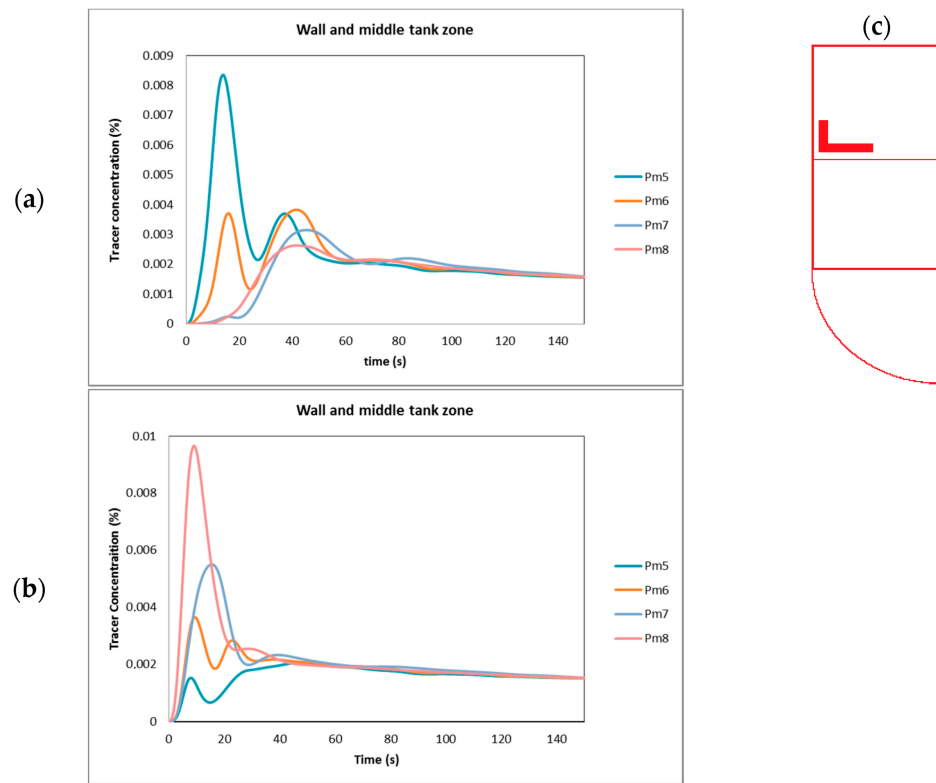 (a)
Wall and middle tank zone
Tracer concentration (%)
0.009
0.008
0.007
0.006
0.005
0.004
0.003
0.002
0.001
0
0 20 40 60 80 100 120 140
time (s)
Pm5
Pm6
Pm7
Pm8
(b)
Wall and middle tank zone
Tracer Concentraition (%)
0.01
0.008
0.006
0.004
0.002
0
0 20 40 60 80 100 120 140
Time (s)
Pm5
Pm6
Pm7
Pm8
(c)